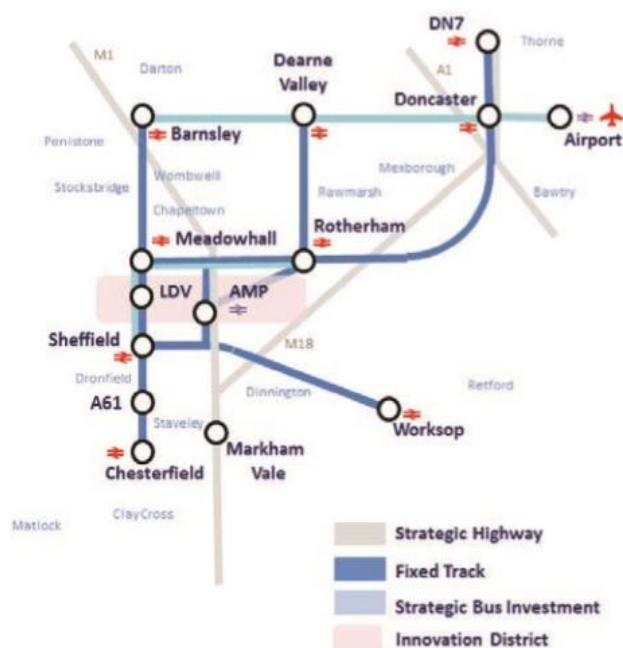 DN7
Thorne
M1
Darton
Dearne
Valley
A1
Doncaster
Barnsley
Airport
Penistone
Mexborough
Wombwell
Stocksbridge
Rawmarsh
Bawtry
Chapeltown
Meadowhall
Rotherham
LDV
AMP
Sheffield
M18
Dronfield
Dinnington
Retford
A61
Staveley
Worksop
Markham
Vale
Chesterfield
ClayCross
Matlock
Strategic Highway
Fixed Track
Strategic Bus Investment
Innovation District